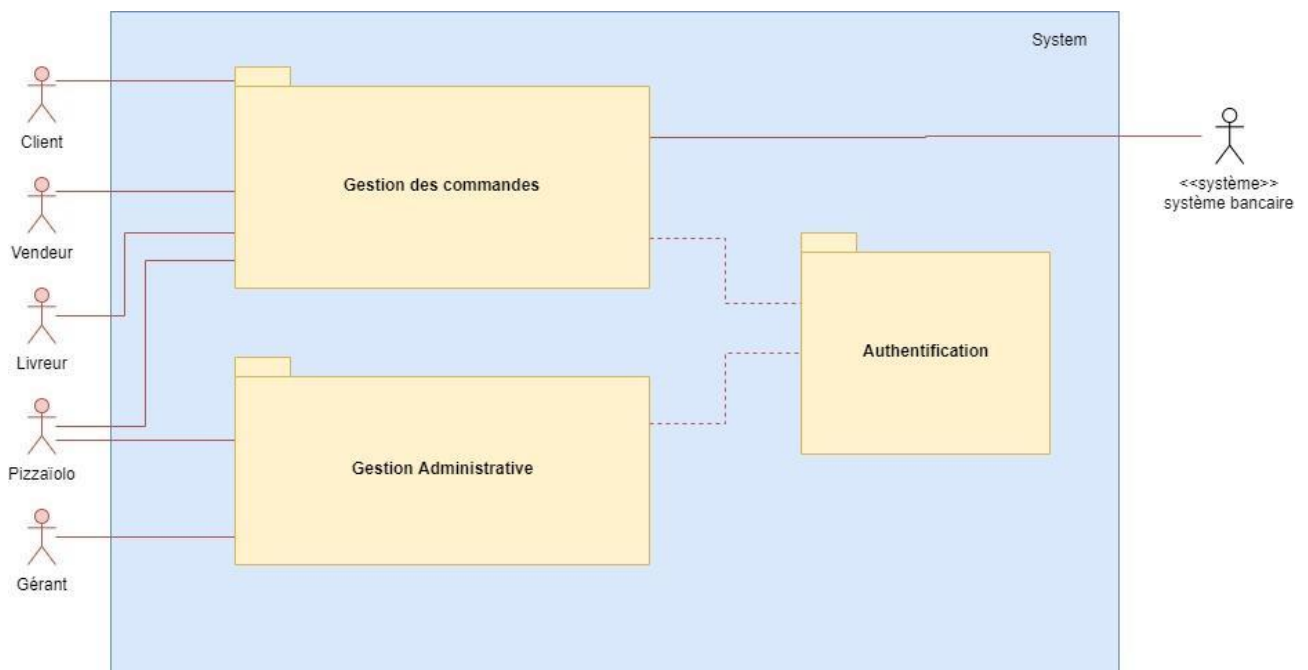 System
Client
Gestion des commandes
<<système>>
système bancaire
Vendeur
Livreur
Authentification
Pizzaïolo
Gestion Administrative
Gérant